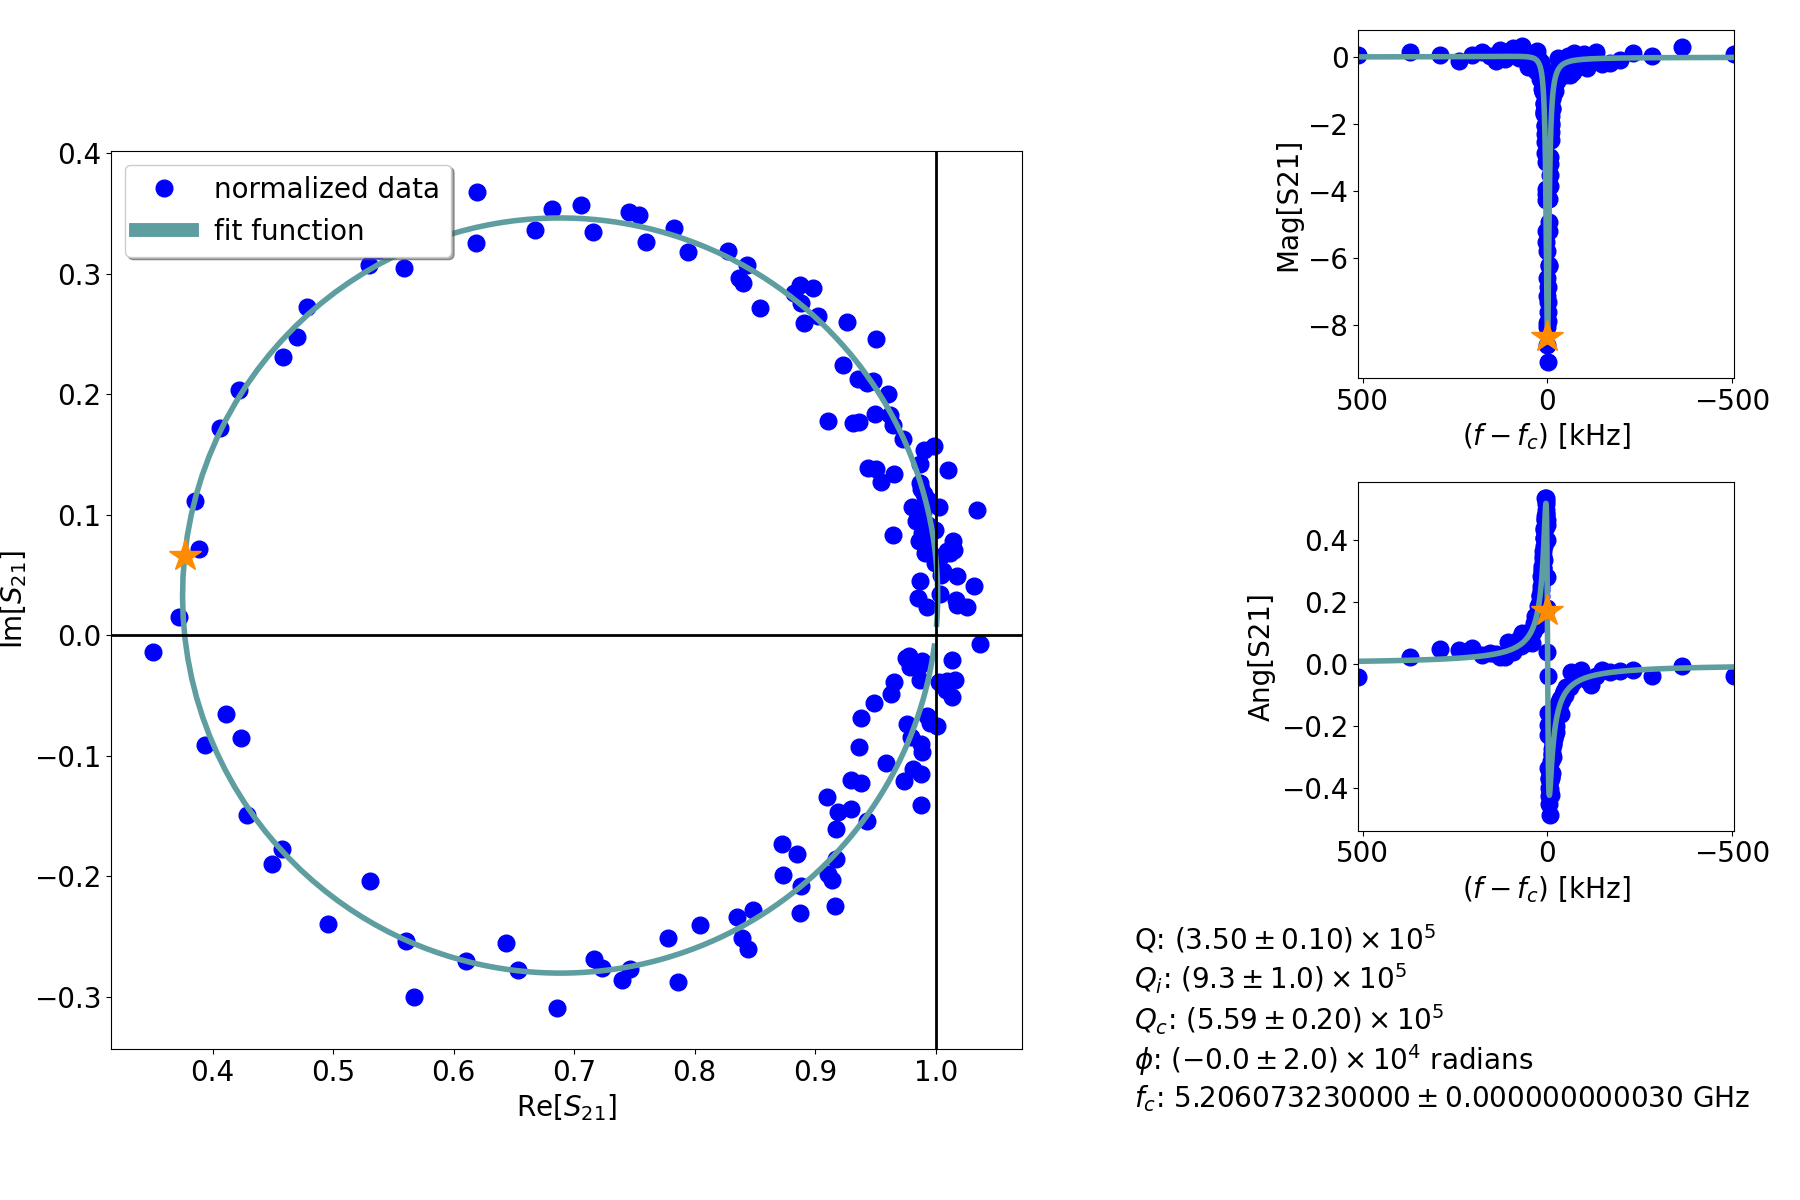 normalized data
fit function
0.4
0.3
0.2
0.1
0.0
−0.1
−0.2
−0.3
Im[S21]
0.4
0.5
0.6
0.7
0.8
0.9
1.0
Re[S21]
0
−2
−4
−6
−8
Mag[S21]
500
0
−500
(f − fc) [kHz]
0.4
0.2
0.0
−0.2
−0.4
Ang[S21]
500
0
−500
(f − fc) [kHz]
Q: (3.50 ± 0.10) × 10^5
Qi: (9.3 ± 1.0) × 10^5
Qc: (5.59 ± 0.20) × 10^5
ϕ: (−0.0 ± 2.0) × 10^4 radians
fc: 5.206073230000 ± 0.000000000030 GHz